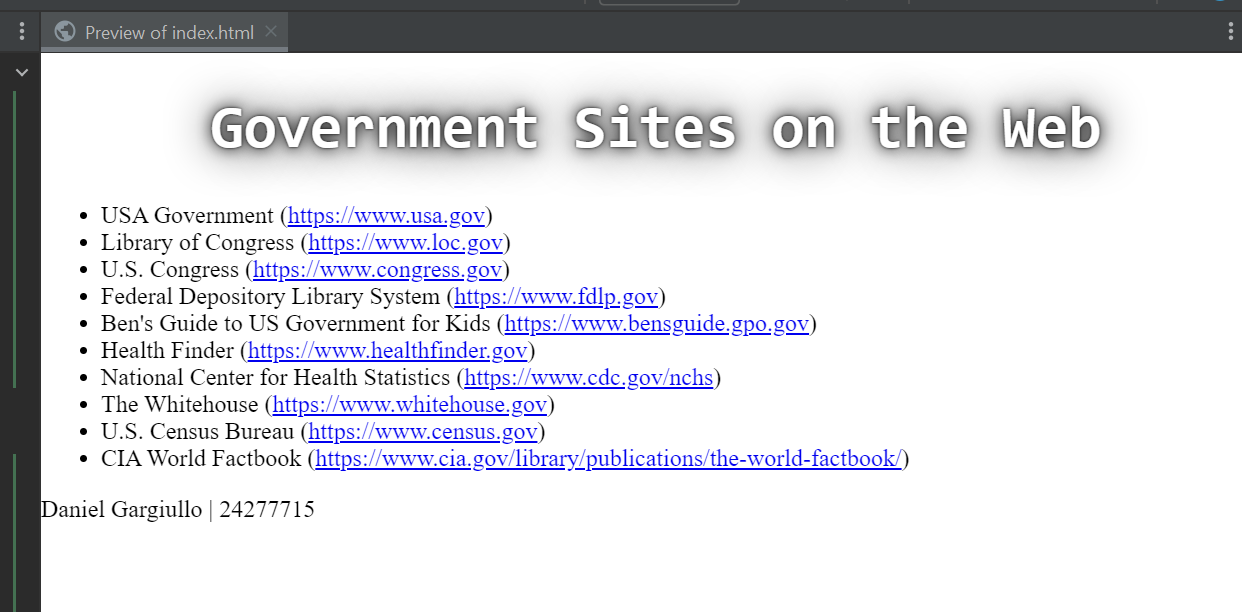 Preview of index.html
Government Sites on the Web
USA Government (https://www.usa.gov)
Library of Congress (https://www.loc.gov)
U.S. Congress (https://www.congress.gov)
Federal Depository Library System (https://www.fdlp.gov)
Ben's Guide to US Government for Kids (https://www.bensguide.gpo.gov)
Health Finder (https://www.healthfinder.gov)
National Center for Health Statistics (https://www.cdc.gov/nchs)
The Whitehouse (https://www.whitehouse.gov)
U.S. Census Bureau (https://www.census.gov)
CIA World Factbook (https://www.cia.gov/library/publications/the-world-factbook/)
Daniel Gargiullo | 24277715